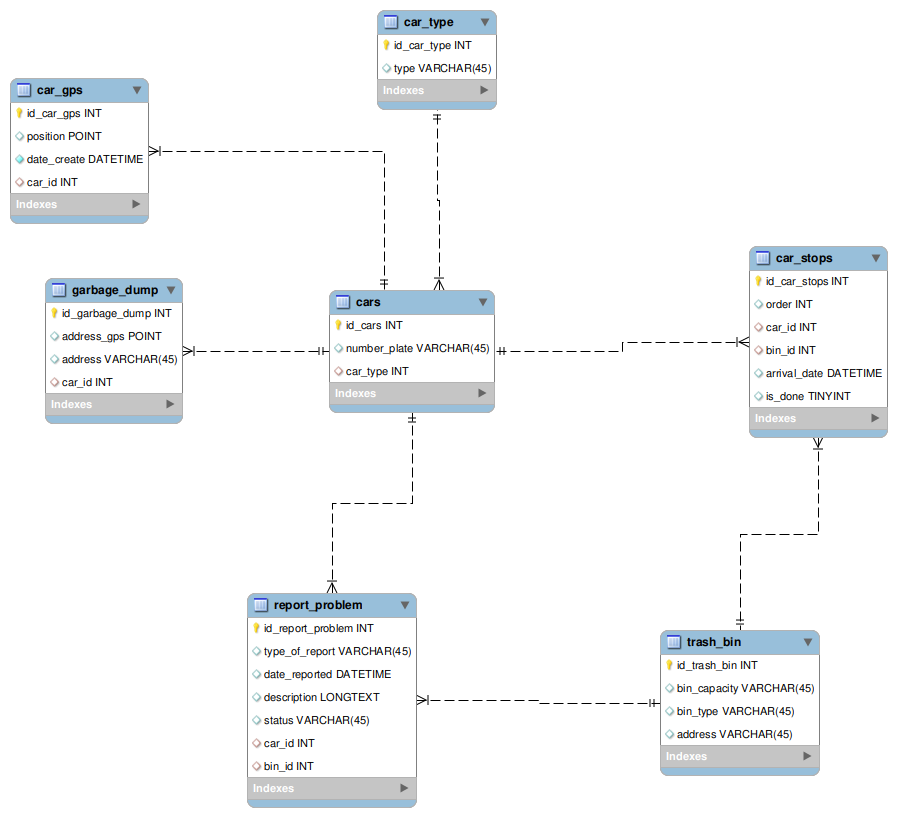 car_type
id_car_type INT
type VARCHAR(45)
Indexes
car_gps
id_car_gps INT
position POINT
date_create DATETIME
car_id INT
Indexes
garbage_dump
id_garbage_dump INT
address_gps POINT
address VARCHAR(45)
car_id INT
Indexes
cars
id_cars INT
number_plate VARCHAR(45)
car_type INT
Indexes
car_stops
id_car_stops INT
order INT
car_id INT
bin_id INT
arrival_date DATETIME
is_done TINYINT
Indexes
report_problem
id_report_problem INT
type_of_report VARCHAR(45)
date_reported DATETIME
description LONGTEXT
status VARCHAR(45)
car_id INT
bin_id INT
Indexes
trash_bin
id_trash_bin INT
bin_capacity VARCHAR(45)
bin_type VARCHAR(45)
address VARCHAR(45)
Indexes